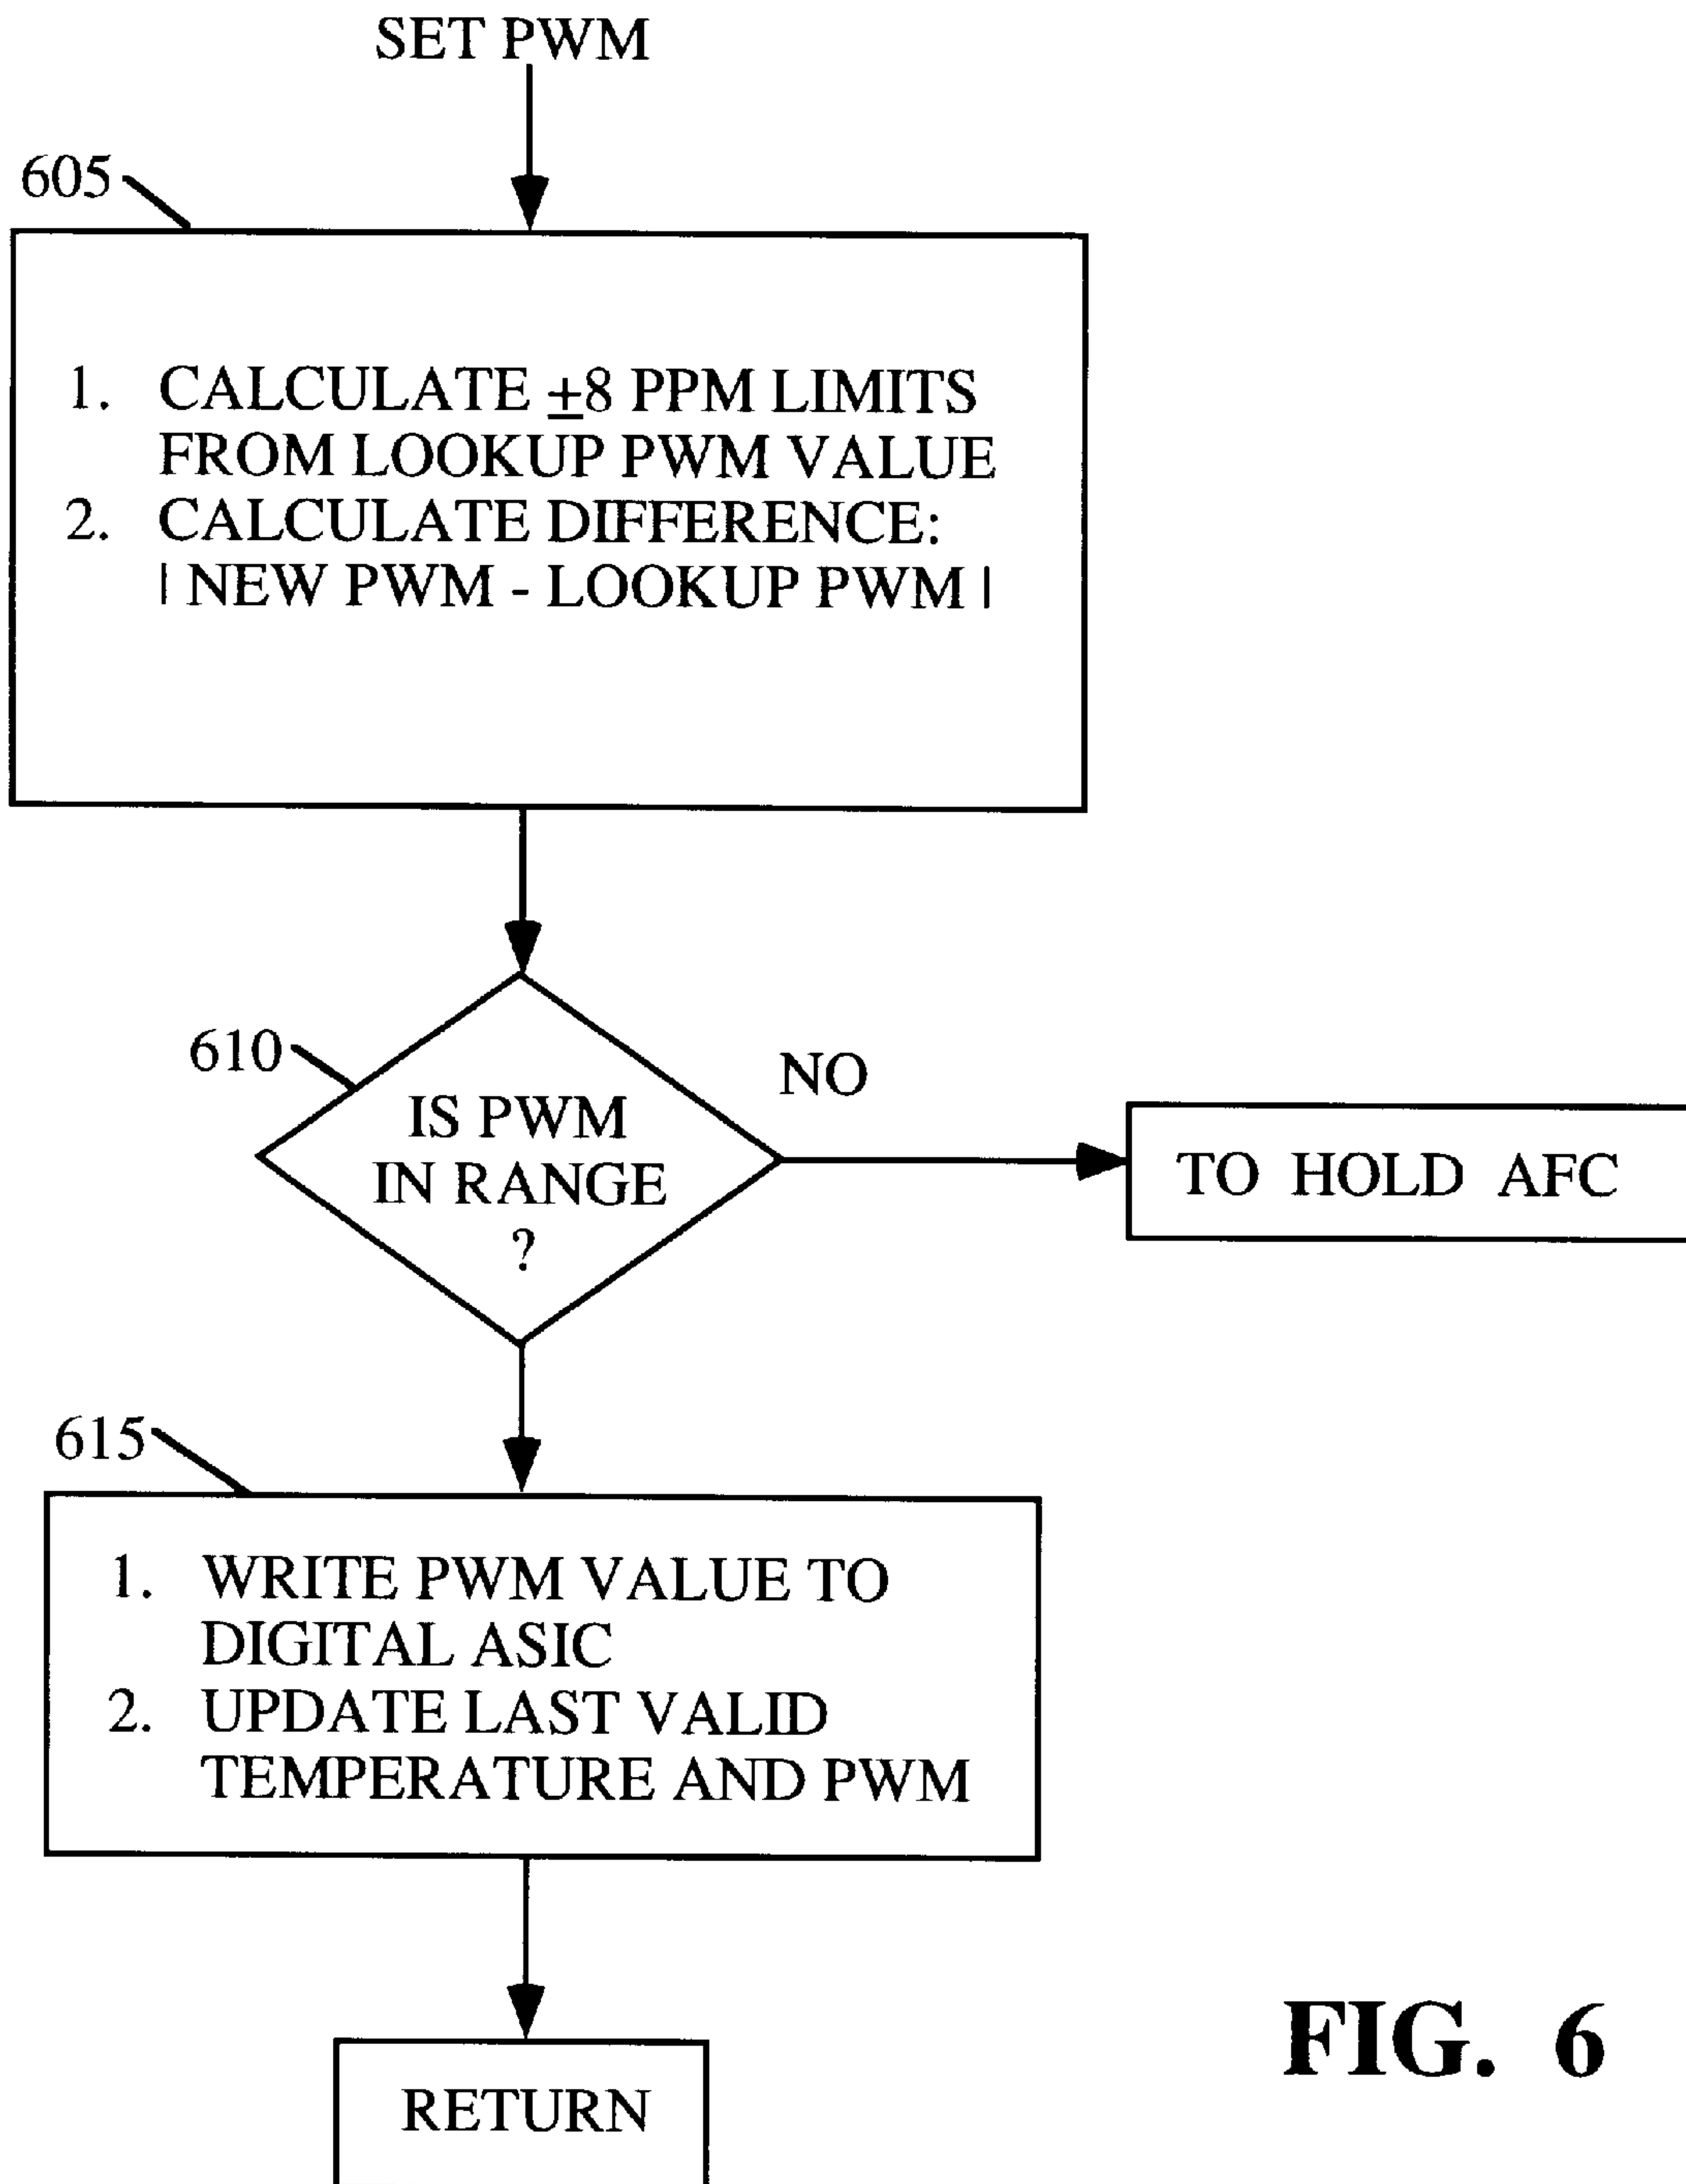 SET PWM
605
1. CALCULATE ±8 PPM LIMITS
FROM LOOKUP PWM VALUE
2. CALCULATE DIFFERENCE:
| NEW PWM - LOOKUP PWM |
610
NO
IS PWM
IN RANGE
?
TO HOLD AFC
615
1. WRITE PWM VALUE TO
DIGITAL ASIC
2. UPDATE LAST VALID
TEMPERATURE AND PWM
RETURN
FIG. 6